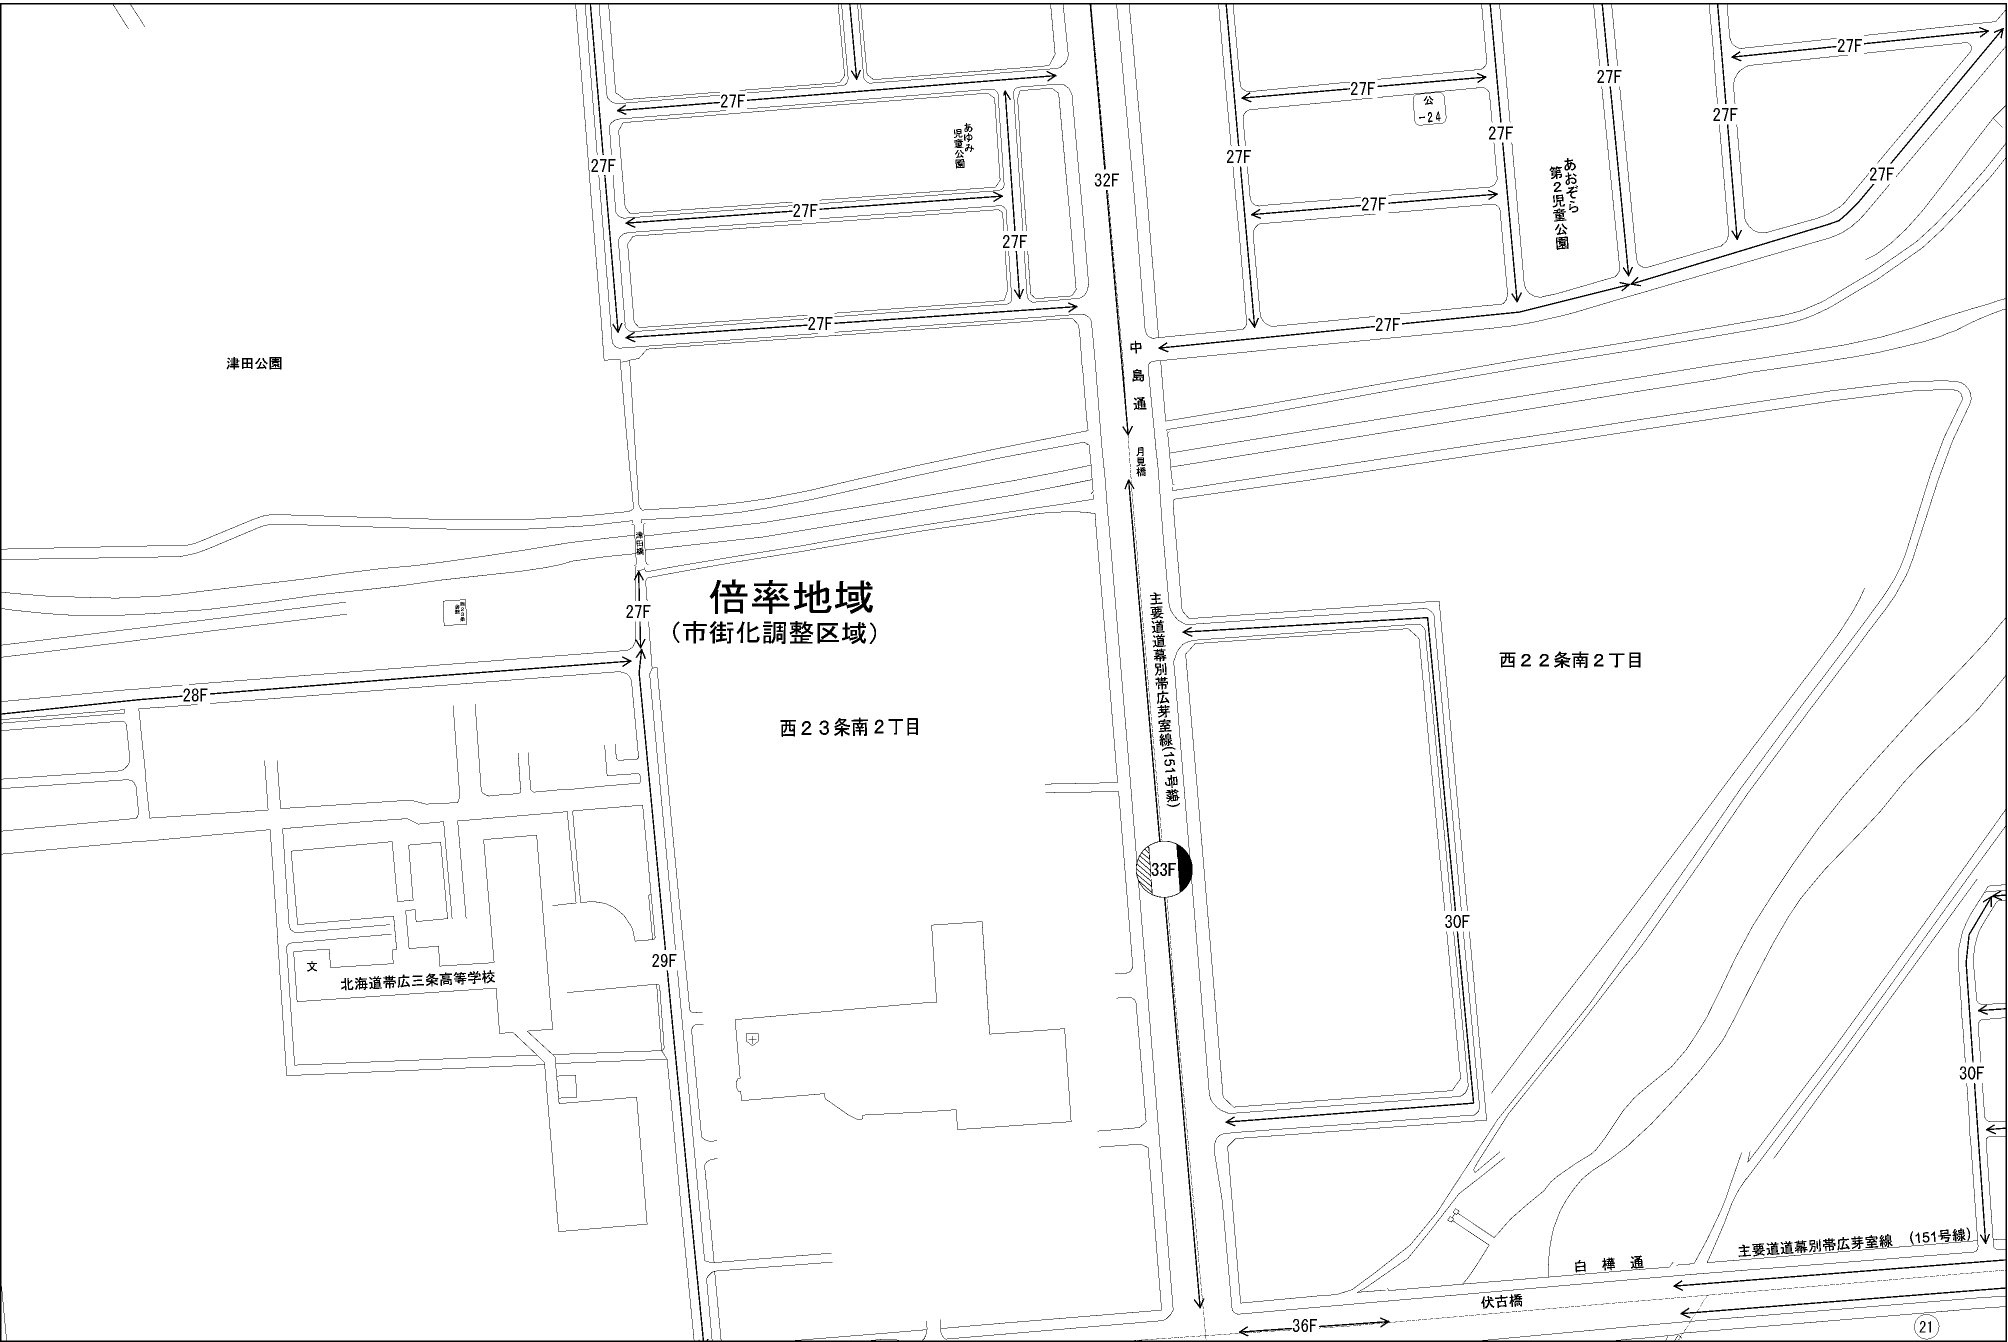 27F
27F
27F
27F
27F
27F
27F
あゆみ
児童公園
32F
27F
27F
27F
27F
公
-24
27F
27F
27F
27F
27F
27F
あおぞら
第2児童公園
津田公園
中島通
月見橋
津田橋
27F
倍率地域
(市街化調整区域)
28F
西23条南2丁目
主要道道幕別帯広芽室線(151号線)
西22条南2丁目
33F
30F
29F
文
北海道帯広三条高等学校
30F
主要道道幕別帯広芽室線 (151号線)
白樺通
伏古橋
36F
21